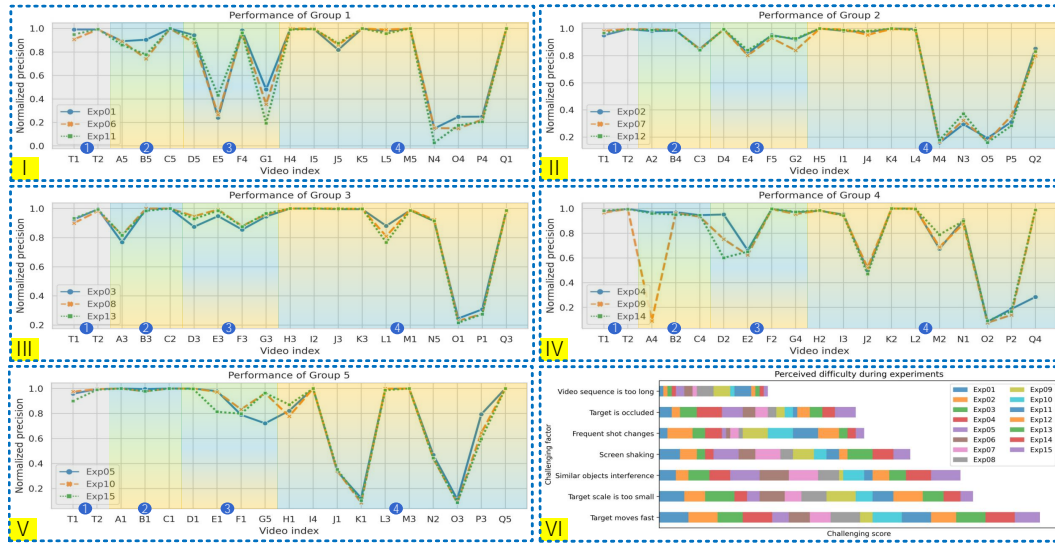 Performance of Group 1
Normalized precision
1.0
0.8
0.6
0.4
0.2
0.0
Exp01
Exp06
Exp11
1 2 3 4
T1 T2 A5 B5 C5 D5 E5 F4 G1 H4 I5 J5 K5 L5 M5 N4 O4 P4 Q1
Video index
I
Performance of Group 2
Normalized precision
1.0
0.8
0.6
0.4
0.2
Exp02
Exp07
Exp12
1 2 3 4
T1 T2 A2 B4 C3 D4 E4 F5 G2 H5 I1 J4 K4 L4 M4 N3 O5 P5 Q2
Video index
II
Performance of Group 3
Normalized precision
1.0
0.8
0.6
0.4
0.2
Exp03
Exp08
Exp13
1 2 3 4
T1 T2 A3 B3 C2 D3 E3 F3 G3 H3 I3 J3 K3 L1 M1 N5 O1 P1 Q3
Video index
III
Performance of Group 4
Normalized precision
1.0
0.8
0.6
0.4
0.2
Exp04
Exp09
Exp14
1 2 3 4
T1 T2 A4 B2 C4 D2 E2 F2 G4 H2 I2 J2 K2 L2 M2 N1 O2 P2 Q4
Video index
IV
Performance of Group 5
Normalized precision
1.0
0.8
0.6
0.4
0.2
Exp05
Exp10
Exp15
1 2 3 4
T1 T2 A1 B1 C1 D1 E1 F1 G5 H1 I4 J1 K1 L3 M3 N2 O3 P3 Q5
Video index
V
Perceived difficulty during experiments
Challenging factor
Video sequence is too long
Target is occluded
Frequent shot changes
Screen shaking
Similar objects interference
Target scale is too small
Target moves fast
Exp01 Exp09
Exp02 Exp10
Exp03 Exp11
Exp04 Exp12
Exp05 Exp13
Exp06 Exp14
Exp07 Exp15
Exp08
Challenging score
VI